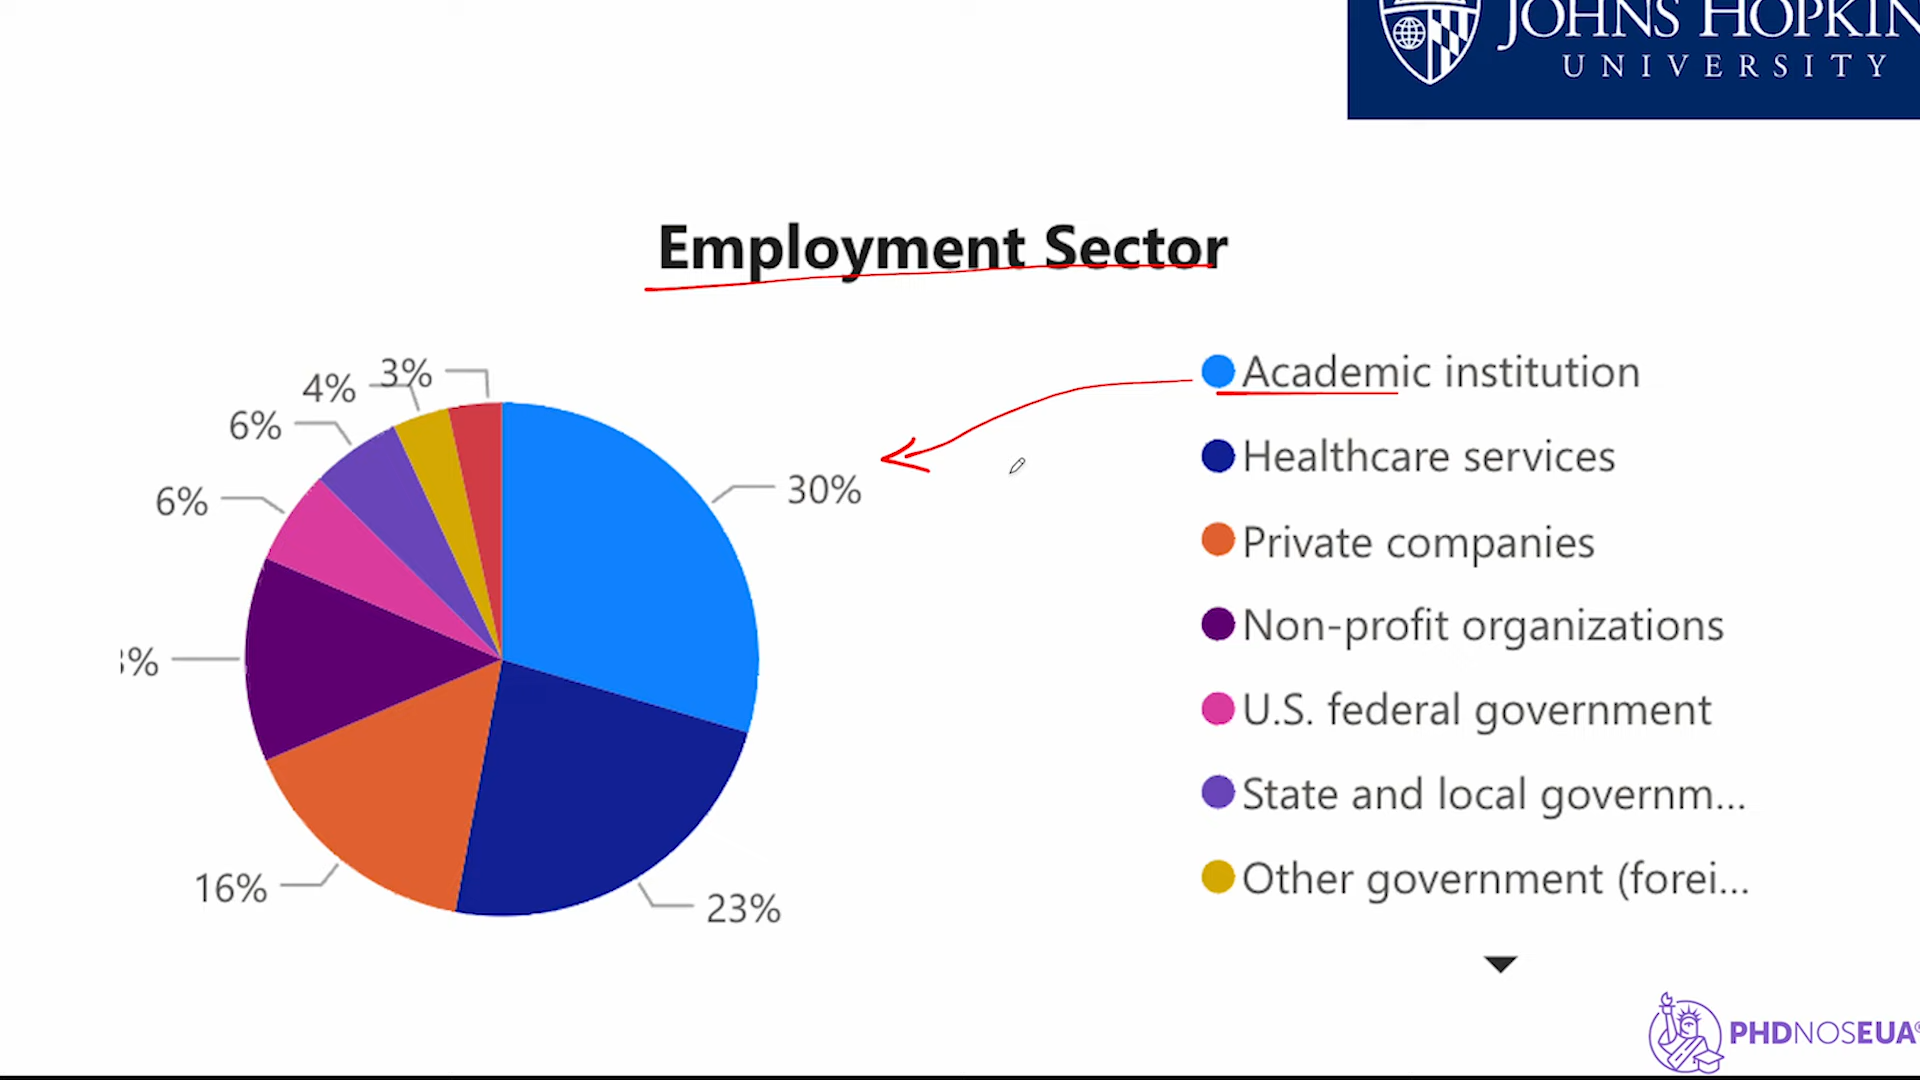 JOHNS HOPKIN
UNIVERSITY
Employment Sector
3%
4%
6%
6%
30%
%
16%
23%
Academic institution
Healthcare services
Private companies
Non-profit organizations
U.S. federal government
State and local governm...
Other government (forei...
PHDNOSEUA